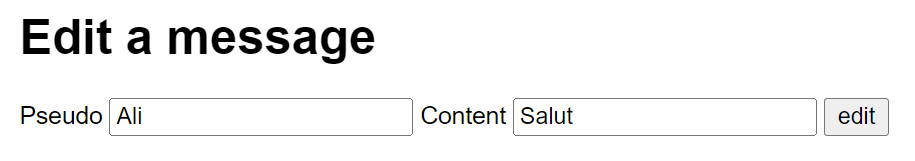 Edit a message
Pseudo Ali Content Salut edit